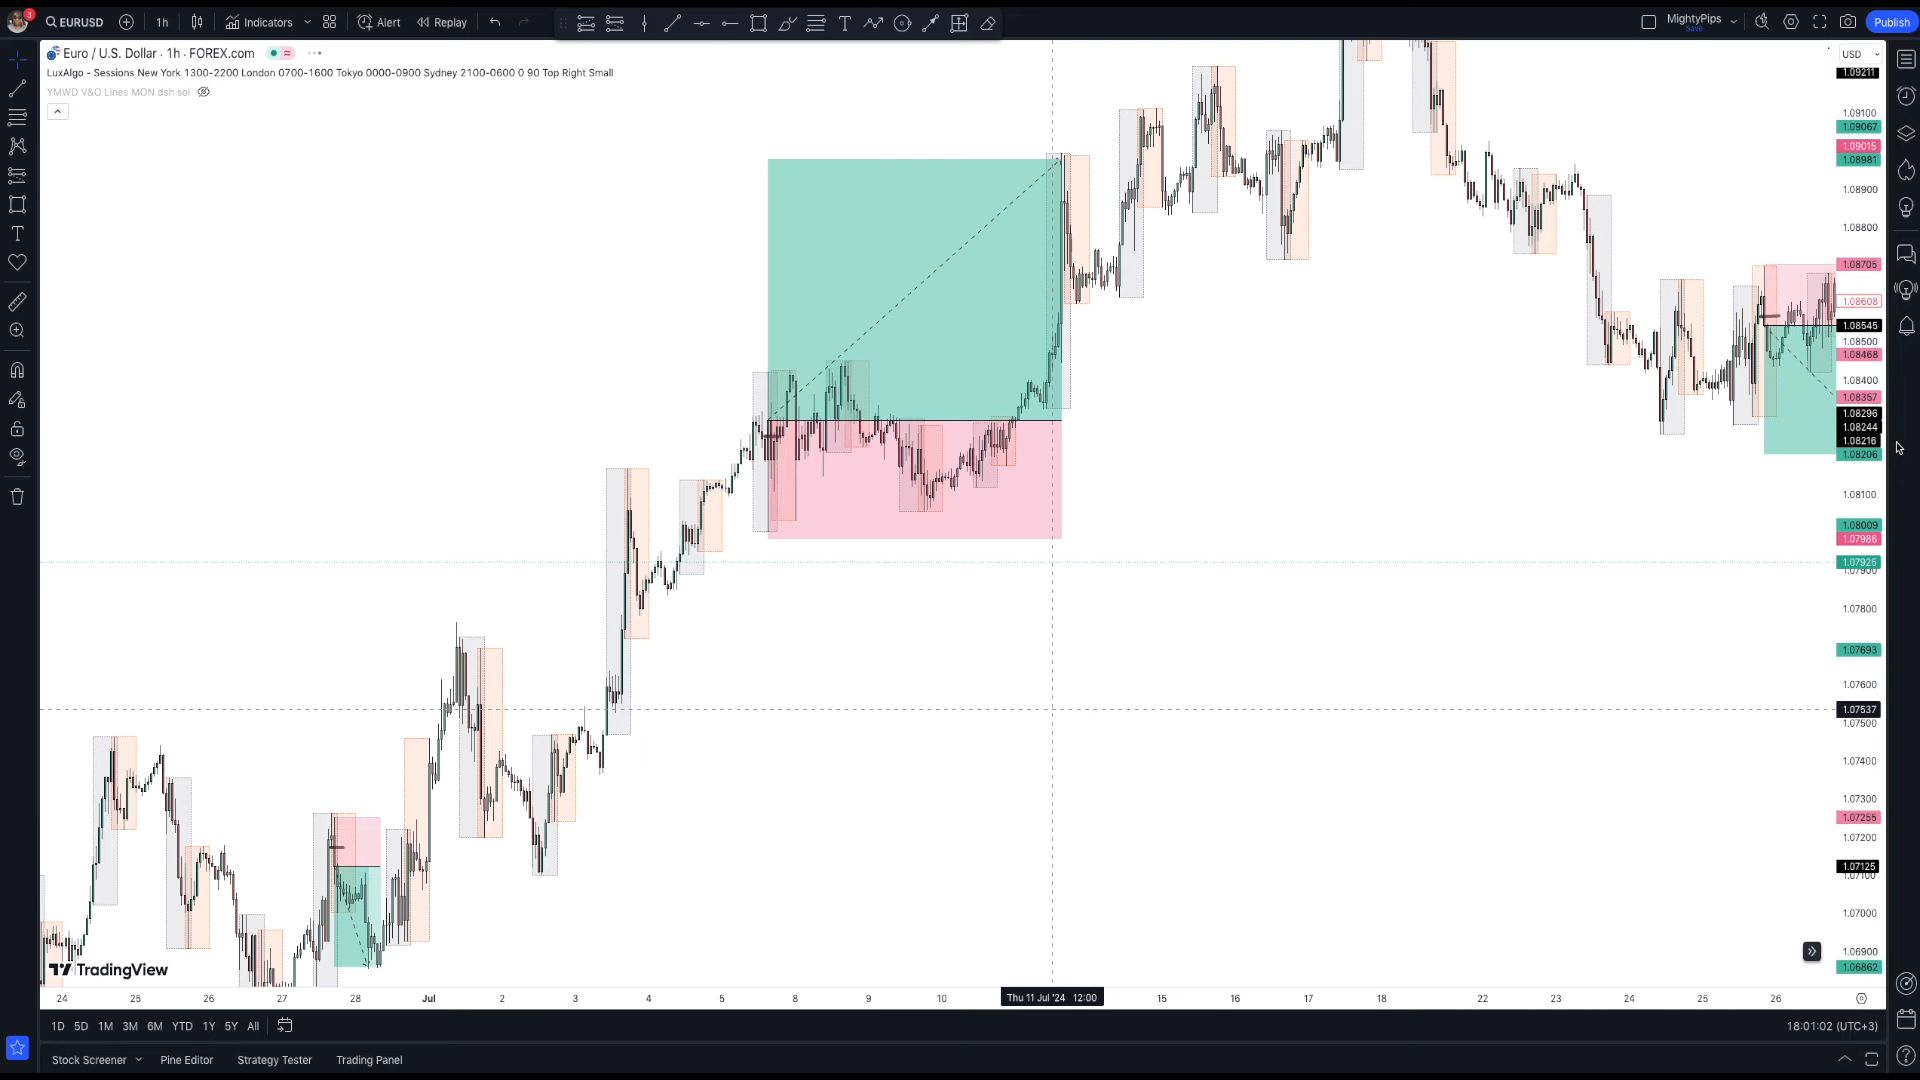 3
EURUSD
1h
Indicators
Alert
Replay
MightyPips
Save
Publish
Euro / U.S. Dollar · 1h · FOREX.com
LuxAlgo - Sessions New York 1300-2200 London 0700-1600 Tokyo 0000-0900 Sydney 2100-0600 0 90 Top Right Small
YMWD V&O Lines MON dsh sol
USD
1.09211
1.09100
1.09067
1.09015
1.08981
1.08900
1.08800
1.08705
1.08608
1.08545
1.08500
1.08468
1.08400
1.08357
1.08296
1.08244
1.08216
1.08206
1.08100
1.08009
1.07986
1.07925
1.07900
1.07800
1.07693
1.07600
1.07537
1.07500
1.07400
1.07300
1.07255
1.07200
1.07125
1.07100
1.07000
1.06900
1.06862
TradingView
24 25 26 27 28 Jul 2 3 4 5 8 9 10 Thu 11 Jul '24 12:00 15 16 17 18 22 23 24 25 26
1D 5D 1M 3M 6M YTD 1Y 5Y All
18:01:02 (UTC+3)
Stock Screener Pine Editor Strategy Tester Trading Panel